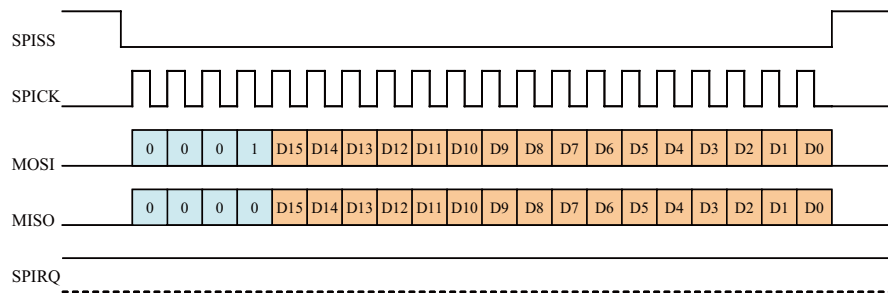 SPISS
SPICK
MOSI 0 0 0 1 D15 D14 D13 D12 D11 D10 D9 D8 D7 D6 D5 D4 D3 D2 D1 D0
MISO 0 0 0 0 D15 D14 D13 D12 D11 D10 D9 D8 D7 D6 D5 D4 D3 D2 D1 D0
SPIRQ